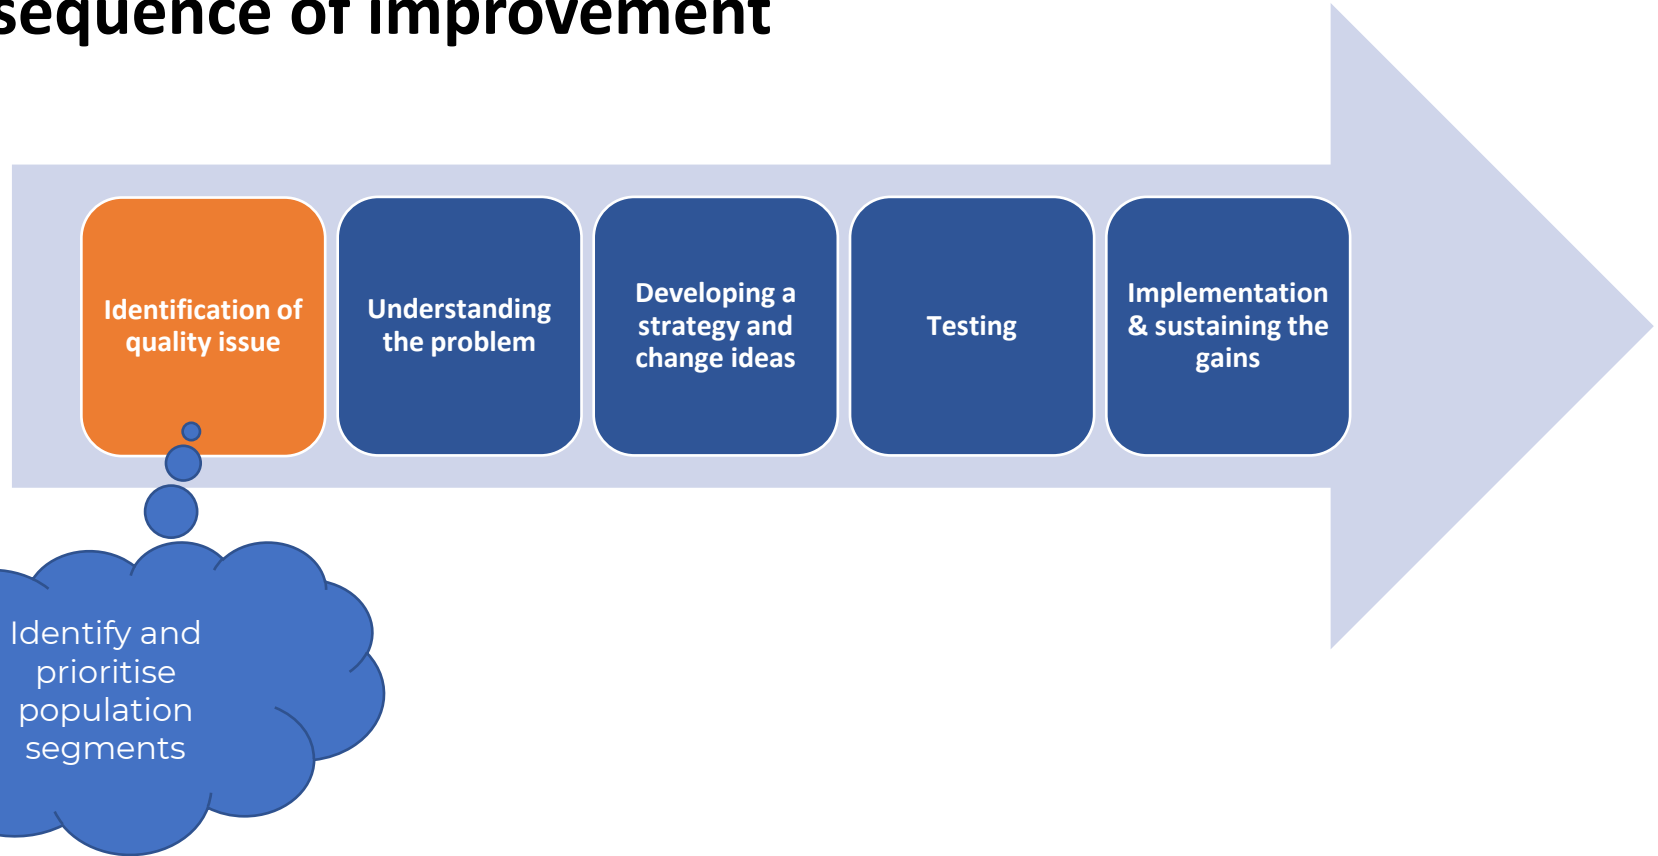 sequence of improvement
Identification of
quality issue
Understanding
the problem
Developing a
strategy and
change ideas
Testing
Implementation
& sustaining the
gains
Identify and
prioritise
population
segments